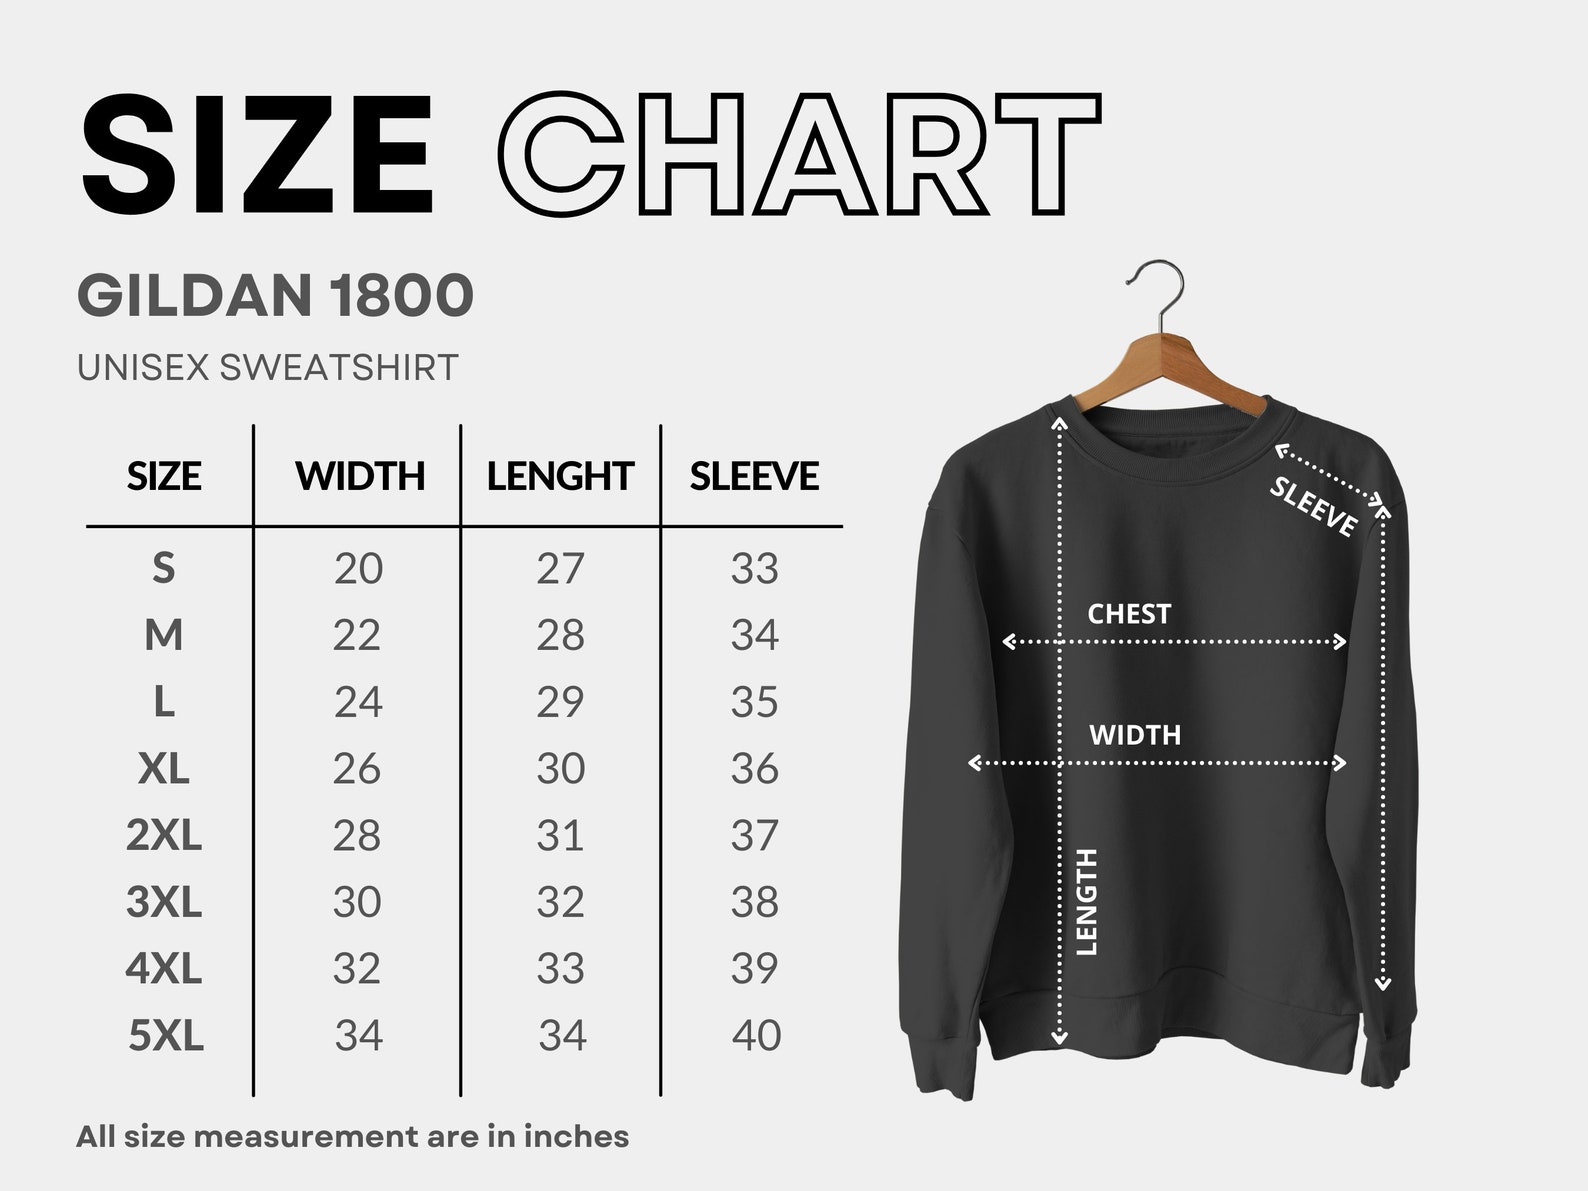 SIZE CHART
GILDAN 1800
UNISEX SWEATSHIRT
SIZE WIDTH LENGHT SLEEVE
S 20 27 33
M 22 28 34
L 24 29 35
XL 26 30 36
2XL 28 31 37
3XL 30 32 38
4XL 32 33 39
5XL 34 34 40
All size measurement are in inches
SLEEVE
CHEST
WIDTH
LENGTH